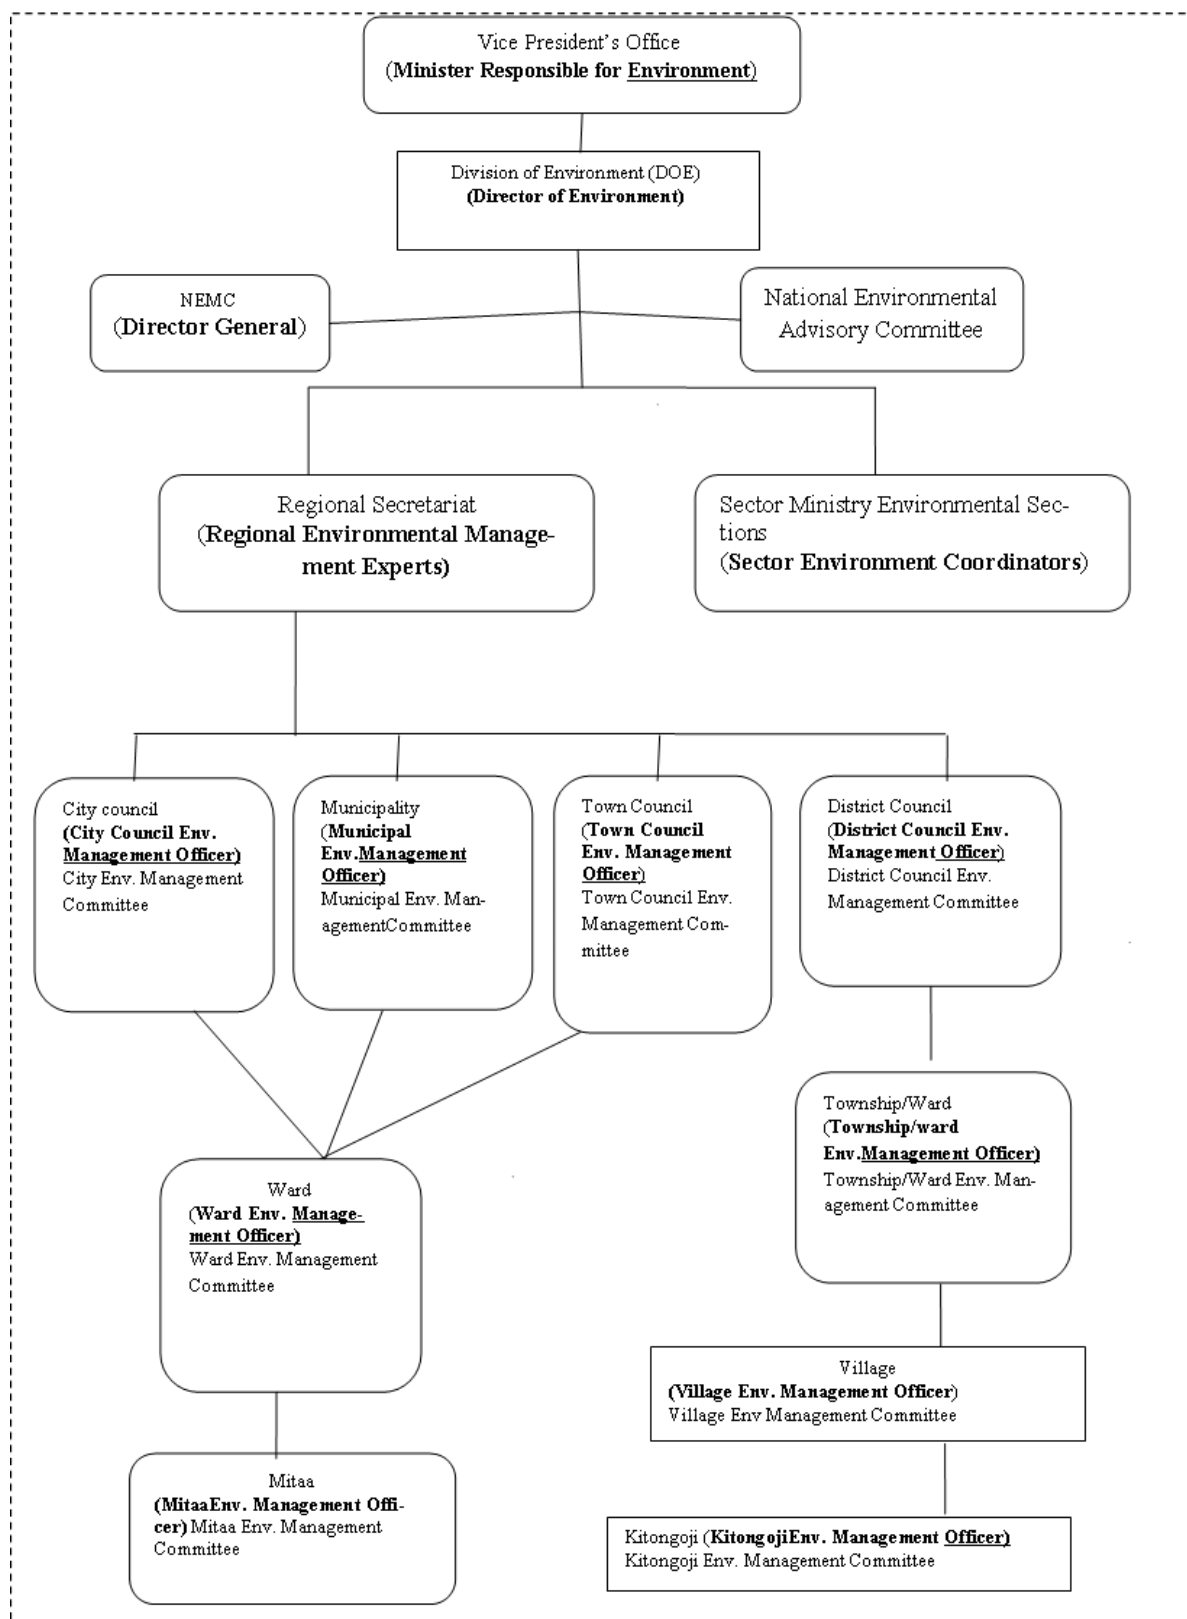 Vice President's Office
(Minister Responsible for Environment)
Division of Environment (DOE)
(Director of Environment)
NEMC
(Director General)
National Environmental
Advisory Committee
Regional Secretariat
(Regional Environmental Manage-
ment Experts)
Sector Ministry Environmental Sec-
tions
(Sector Environment Coordinators)
City council
(City Council Env.
Management Officer)
City Env. Management
Committee
Municipality
(Municipal
Env.Management
Officer)
Municipal Env. Man-
agementCommittee
Town Council
(Town Council
Env. Management
Officer)
Town Council Env.
Management Com-
mittee
District Council
(District Council Env.
Management Officer)
District Council Env.
Management Committee
Township/Ward
(Township/ward
Env.Management Officer)
Township/Ward Env. Man-
agement Committee
Ward
(Ward Env. Manage-
ment Officer)
Ward Env. Management
Committee
Village
(Village Env. Management Officer)
Village Env Management Committee
Mitaa
(MitaaEnv. Management Offi-
cer) Mitaa Env. Management
Committee
Kitongoji (KitongojiEnv. Management Officer)
Kitongoji Env. Management Committee